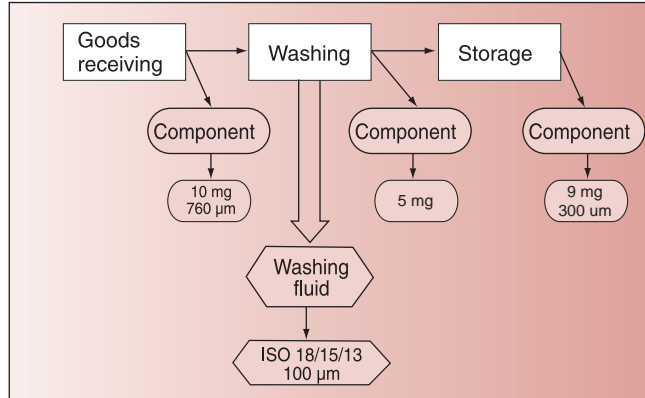 Goods
receiving
Washing
Storage
Component
Component
Component
10 mg
760 µm
5 mg
9 mg
300 um
Washing
fluid
ISO 18/15/13
100 µm